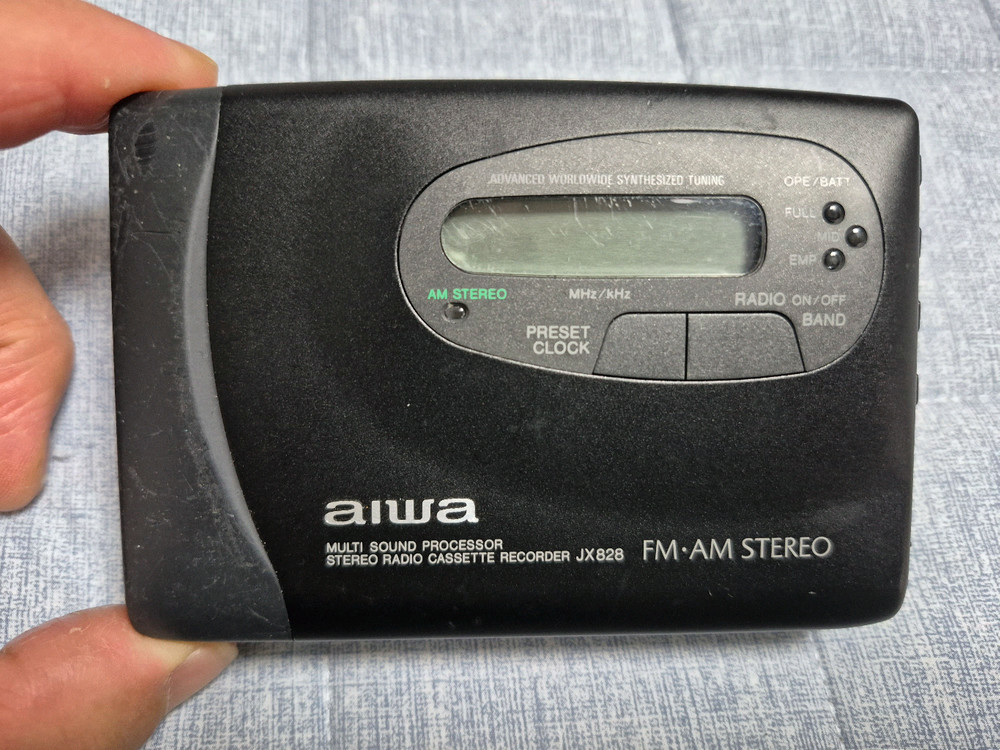 ADVANCED WORLDWIDE SYNTHESIZED TUNING
OPE/BATT
FULL
MID
EMP
AM STEREO
MHz/kHz
RADIO ON/OFF
BAND
PRESET
CLOCK
aiwa
MULTI SOUND PROCESSOR
STEREO RADIO CASSETTE RECORDER JX828
FM·AM STEREO